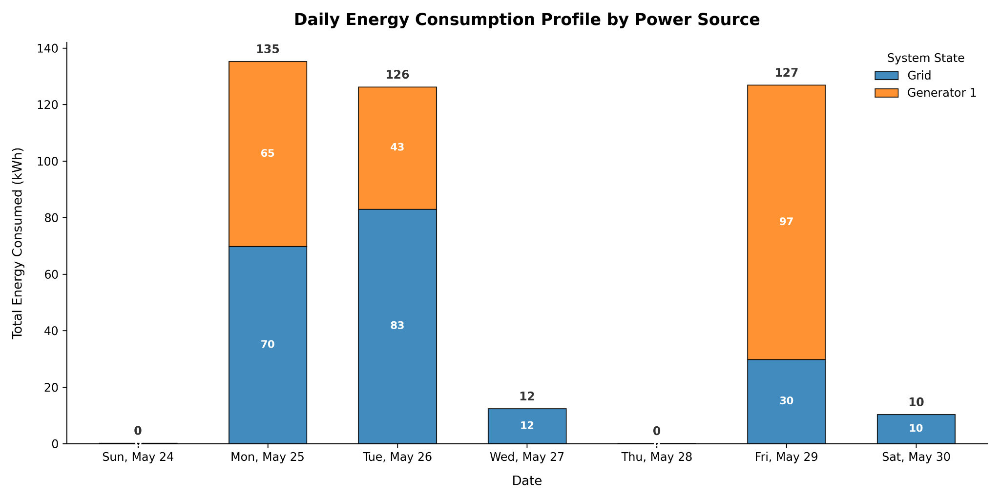 Daily Energy Consumption Profile by Power Source
Total Energy Consumed (kWh)
140
120
100
80
60
40
20
0
System State
Grid
Generator 1
0
135
65
70
126
43
83
12
12
0
127
97
30
10
10
Sun, May 24
Mon, May 25
Tue, May 26
Wed, May 27
Thu, May 28
Fri, May 29
Sat, May 30
Date